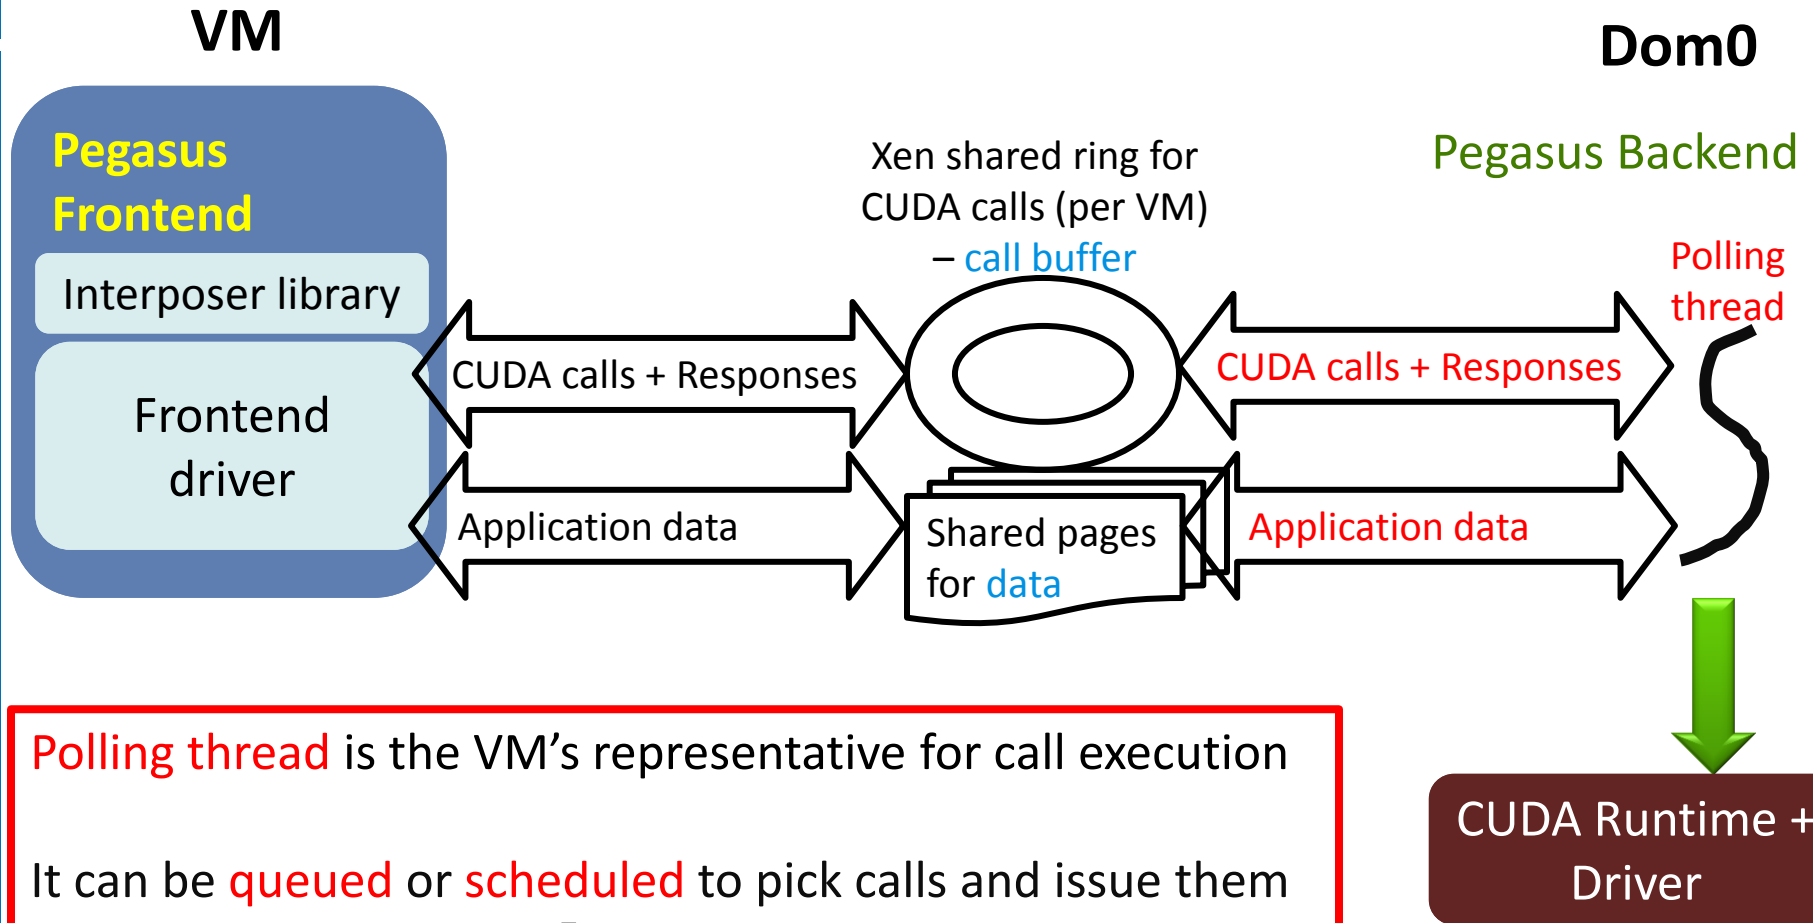 VM
Dom0
Pegasus
Frontend
Interposer library
Frontend
driver
CUDA calls + Responses
Application data
Xen shared ring for
CUDA calls (per VM)
– call buffer
Shared pages
for data
Pegasus Backend
Polling
thread
CUDA calls + Responses
Application data
CUDA Runtime +
Driver
Polling thread is the VM’s representative for call execution
It can be queued or scheduled to pick calls and issue them